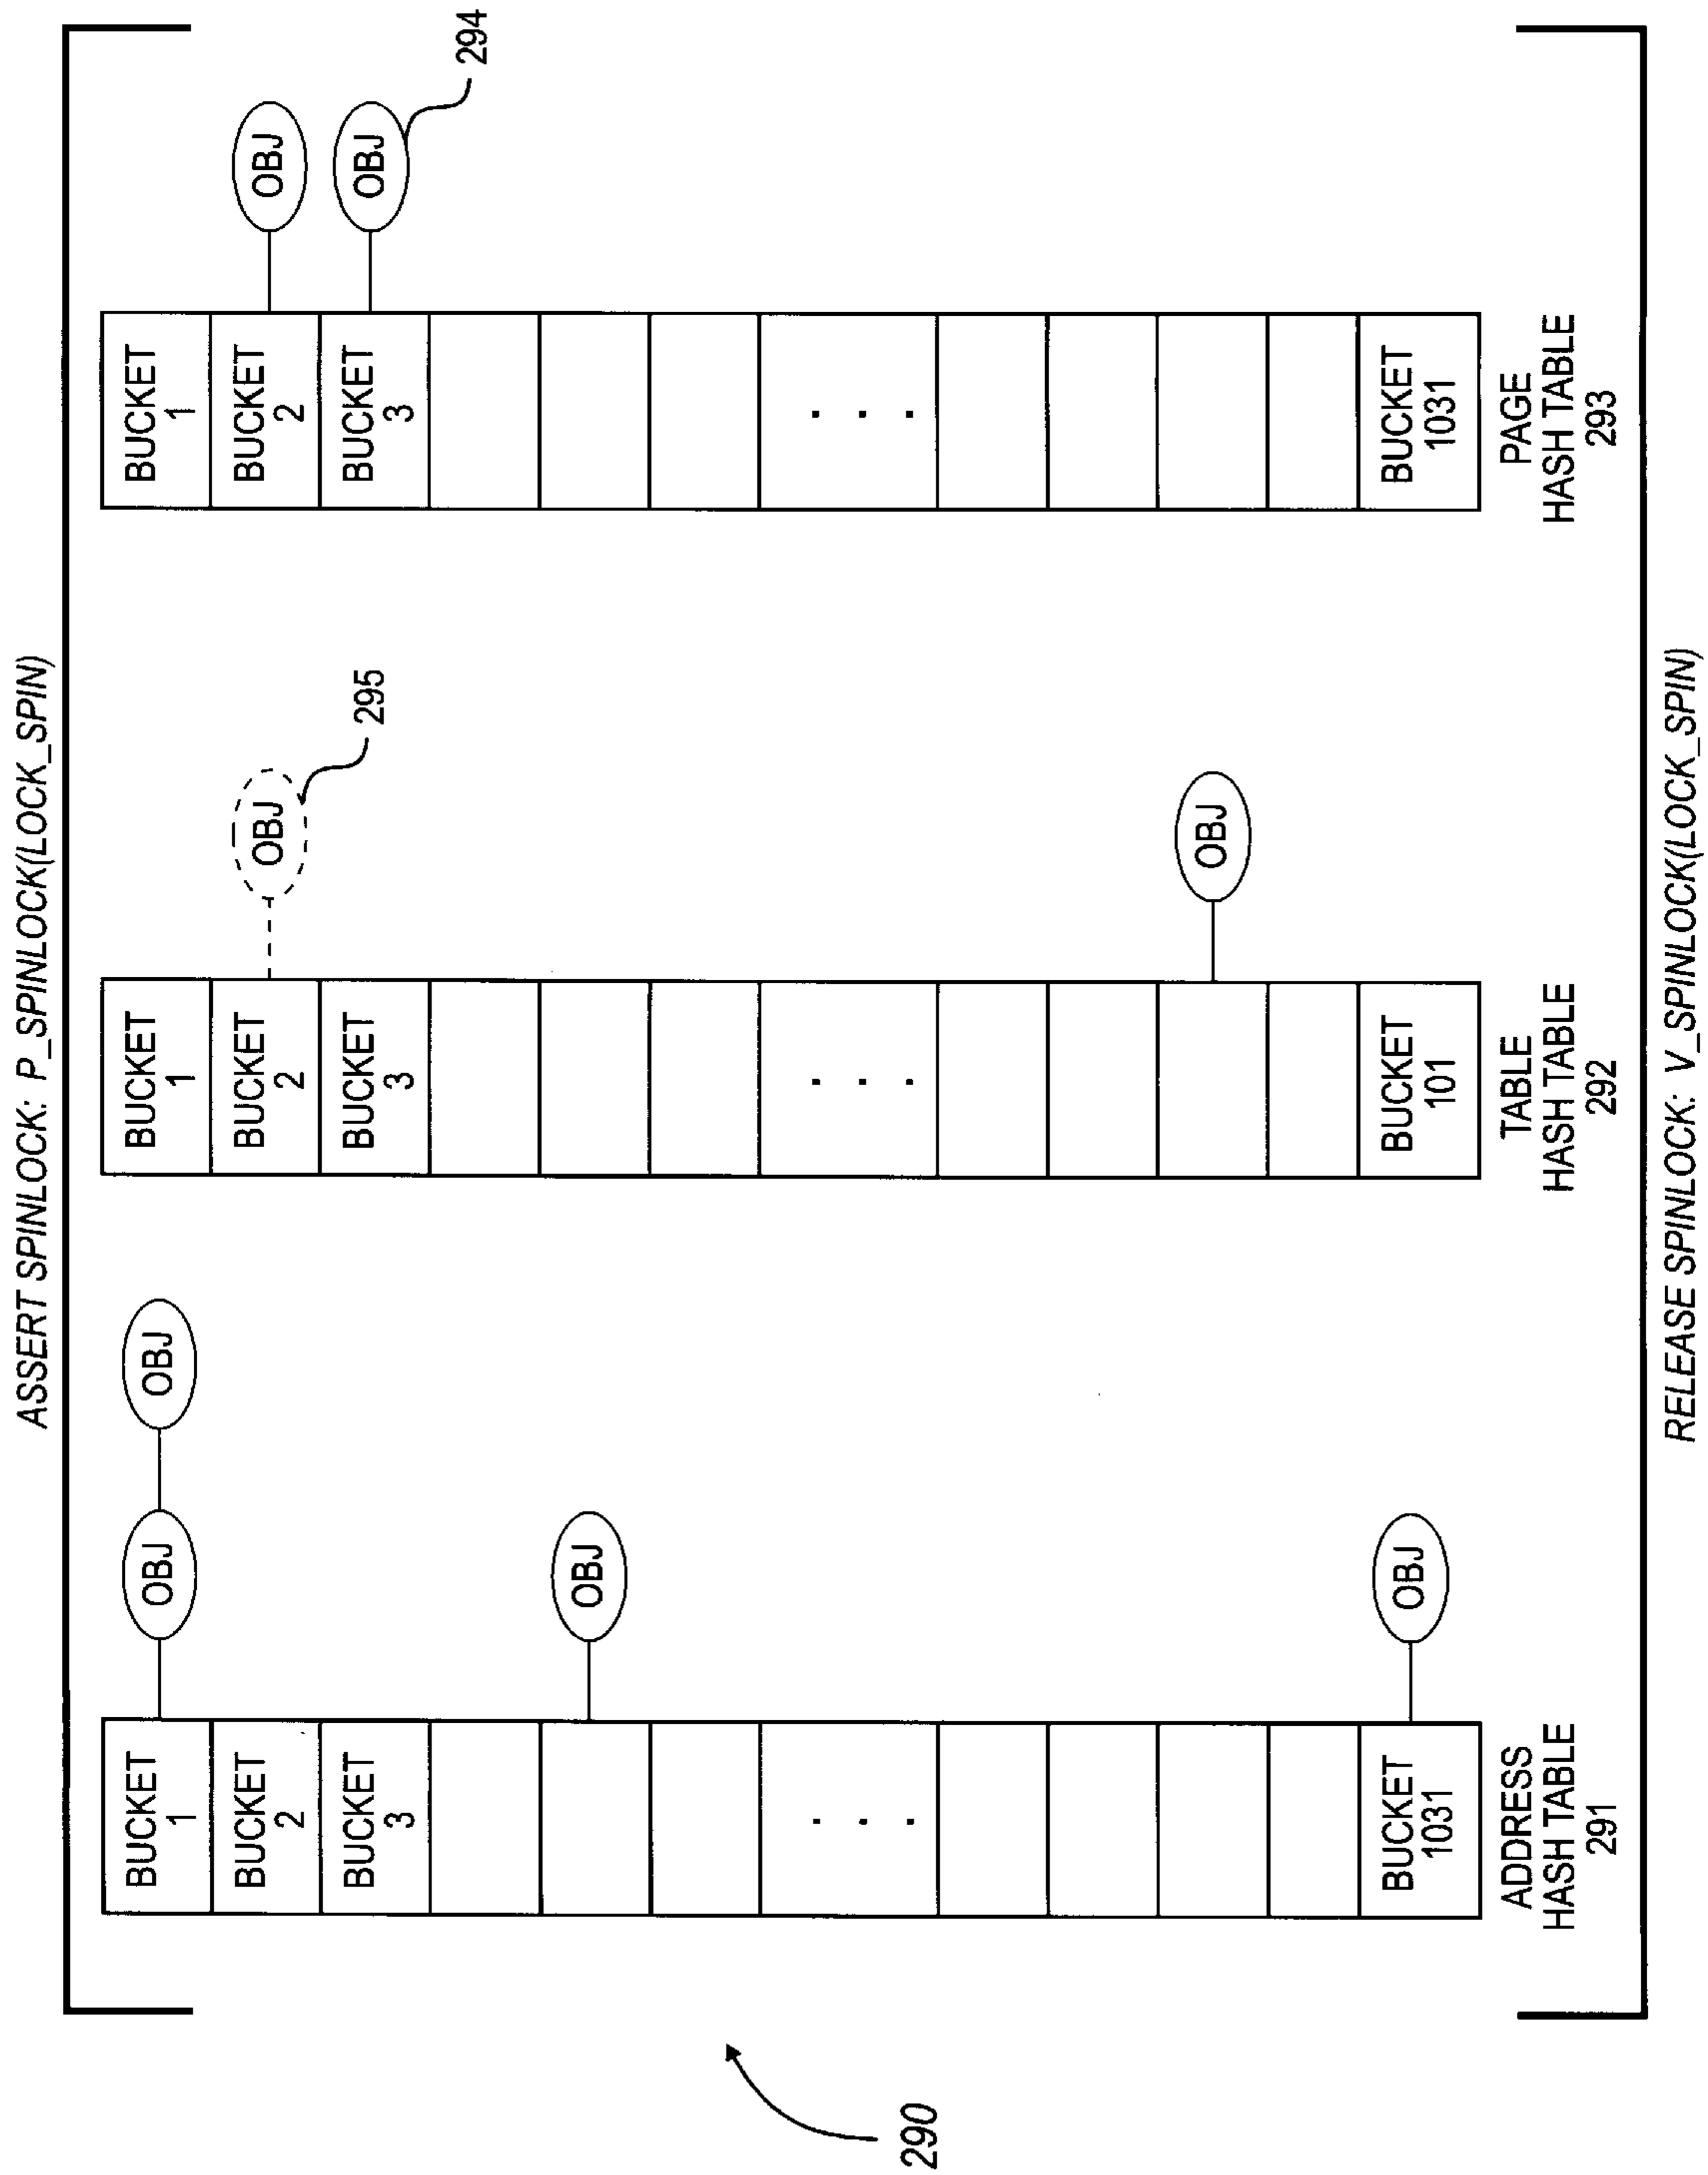 ASSERT SPINLOCK: P_SPINLOCK(LOCK_SPIN)
290
BUCKET
1
BUCKET
2
BUCKET
3
. . .
BUCKET
1031
ADDRESS
HASH TABLE
291
OBJ
OBJ
OBJ
OBJ
BUCKET
1
BUCKET
2
BUCKET
3
. . .
BUCKET
101
TABLE
HASH TABLE
292
OBJ
295
OBJ
BUCKET
1
BUCKET
2
BUCKET
3
. . .
BUCKET
1031
PAGE
HASH TABLE
293
OBJ
OBJ
294
RELEASE SPINLOCK: V_SPINLOCK(LOCK_SPIN)